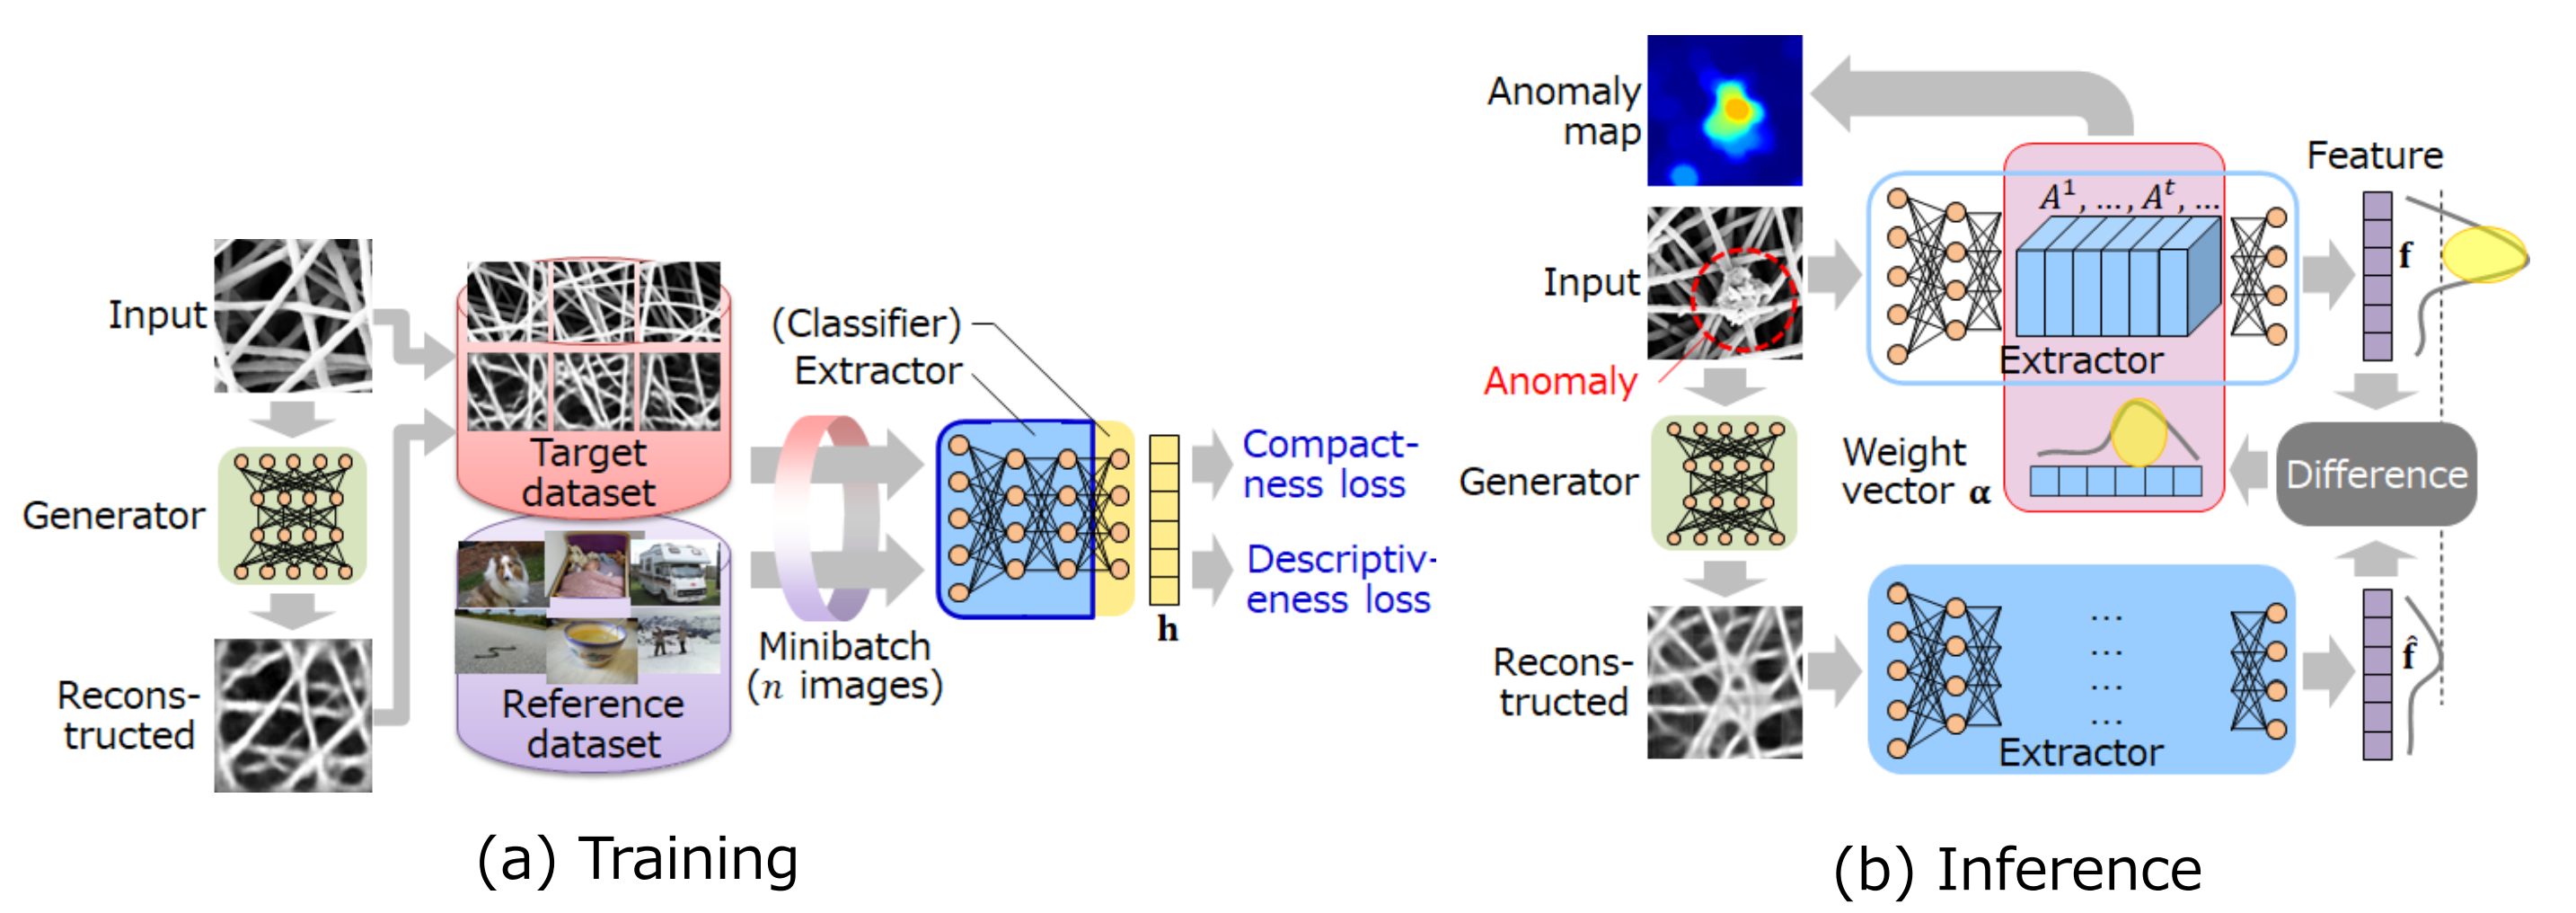 Input
Generator
Recons-
tructed
Target
dataset
Reference
dataset
Minibatch
(n images)
(Classifier)
Extractor
h
Compact-
ness loss
Descriptiv-
eness loss
(a) Training
Anomaly
map
Input
Anomaly
Generator
Recons-
tructed
A¹, ..., Aᵗ, ...
Extractor
Feature
f
Weight
vector α
Difference
...
...
...
...
Extractor
f̂
(b) Inference